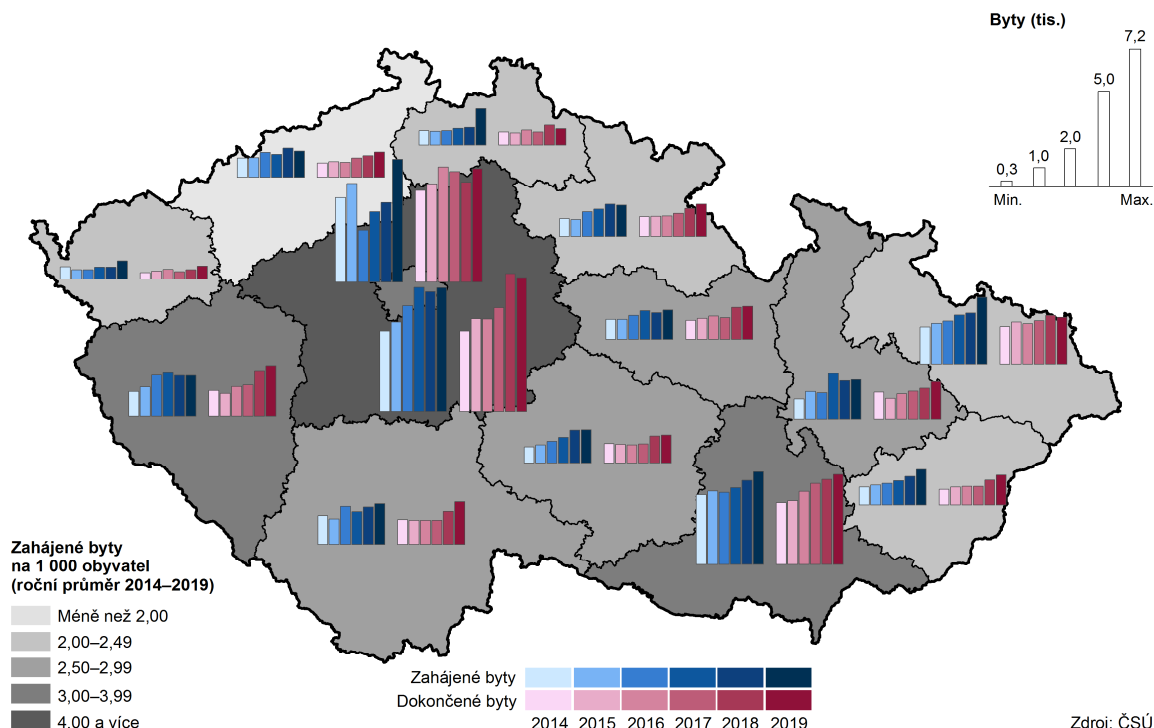 Byty (tis.)
7,2
5,0
2,0
1,0
0,3
Min.
Max.
Zahájené byty
na 1 000 obyvatel
(roční průměr 2014–2019)
Méně než 2,00
2,00–2,49
2,50–2,99
3,00–3,99
4,00 a více
Zahájené byty
Dokončené byty
2014 2015 2016 2017 2018 2019
Zdroj: ČSÚ